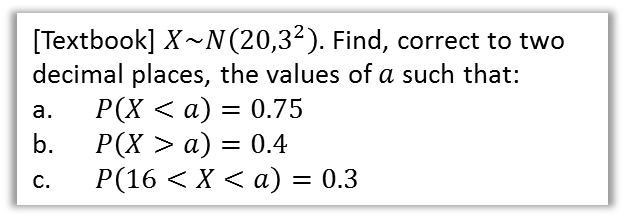 [Textbook] X~N(20,3²). Find, correct to two
decimal places, the values of a such that:
a. P(X < a) = 0.75
b. P(X > a) = 0.4
c. P(16 < X < a) = 0.3